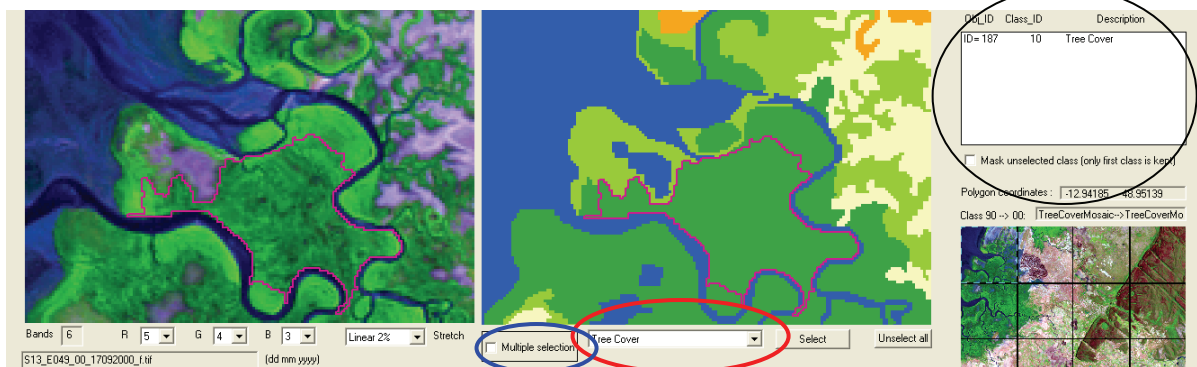 Obj_ID Class_ID Description
ID= 187 10 Tree Cover
Mask unselected class (only first class is kept)
Polygon coordinates : -12.94185 48.95139
Class 90 --> 00: TreeCoverMosaic-->TreeCoverMo
Bands 6 R 5 G 4 B 3 Linear 2% Stretch
Multiple selection Tree Cover Select Unselect all
S13_E049_00_17092000_f.tif (dd mm yyyy)